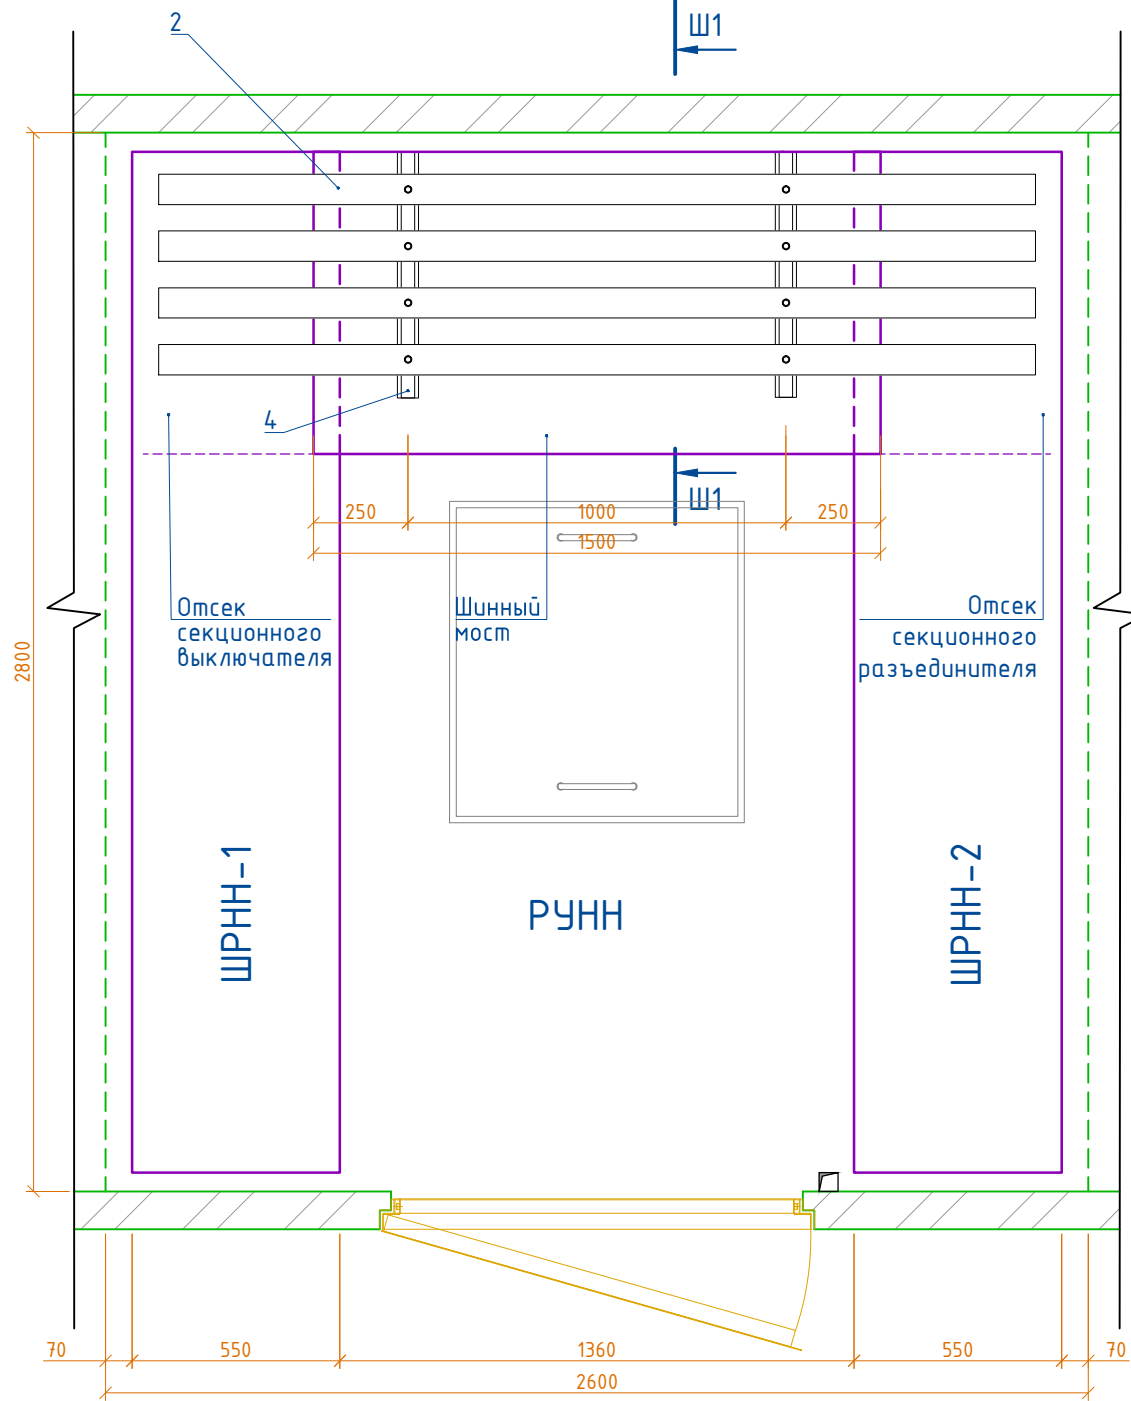 2
Ш1
4
Ш1
250
1000
250
1500
Отсек
секционного
выключателя
Шинный
мост
Отсек
секционного
разъединителя
2800
ШРНН-1
РУНН
ШРНН-2
70
550
1360
550
70
2600